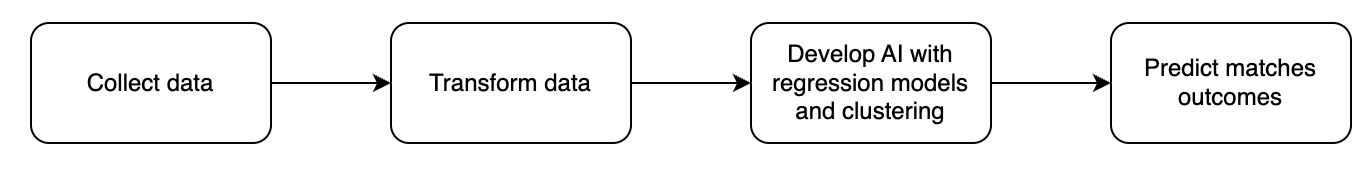 Collect data
Transform data
Develop AI with
regression models
and clustering
Predict matches
outcomes